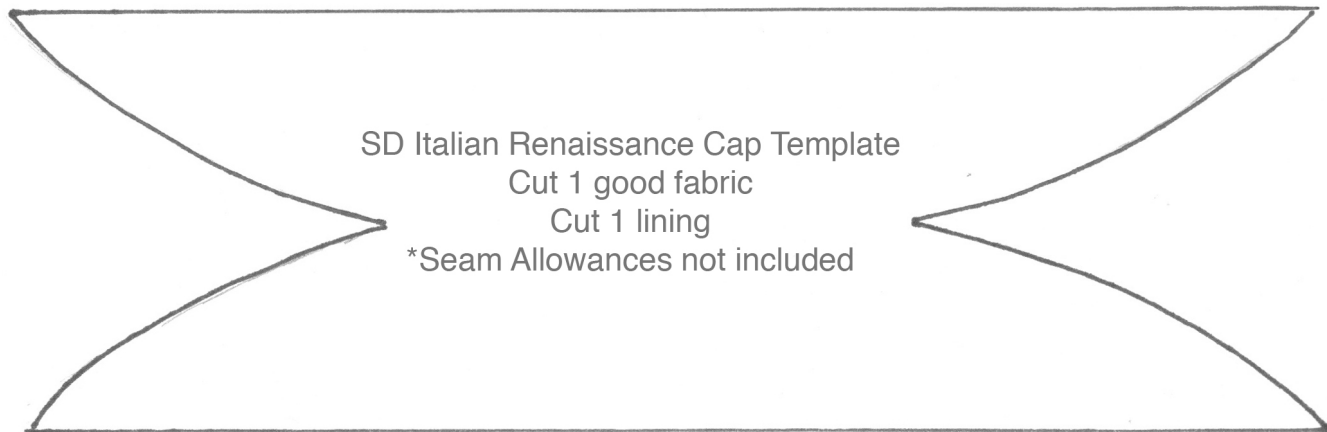 SD Italian Renaissance Cap Template
Cut 1 good fabric
Cut 1 lining
*Seam Allowances not included